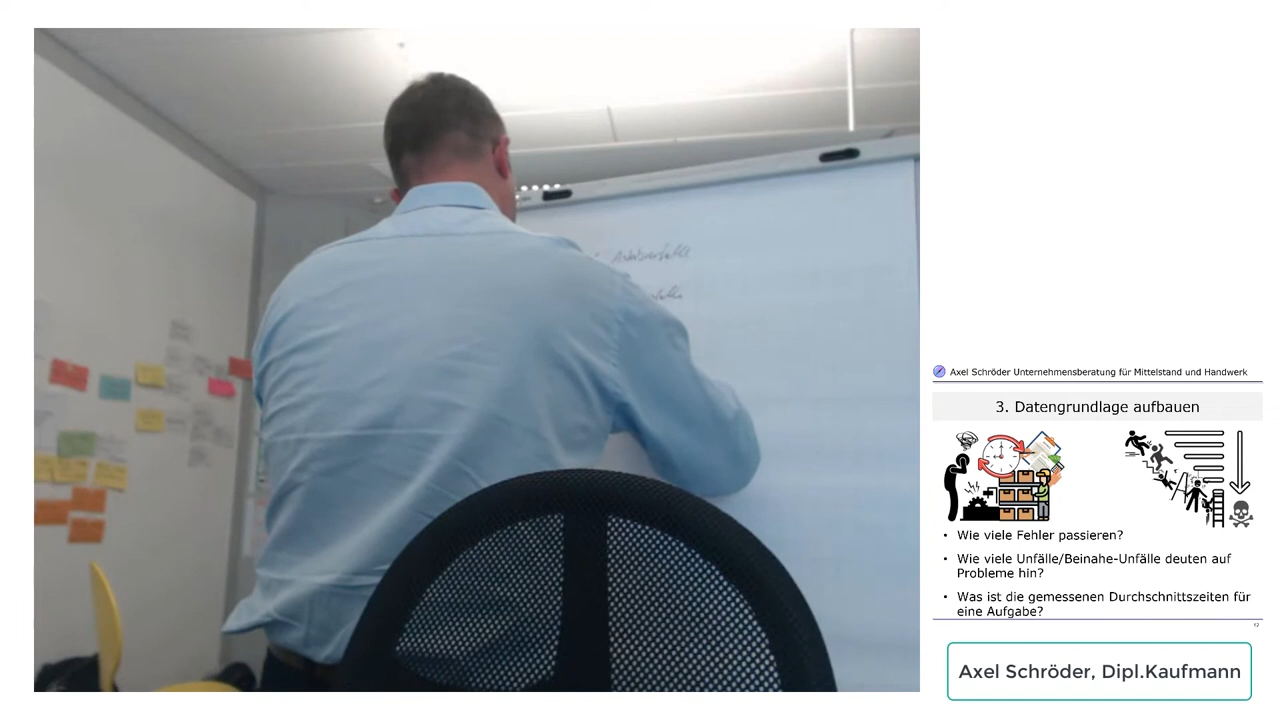 Axel Schröder Unternehmensberatung für Mittelstand und Handwerk
3. Datengrundlage aufbauen
• Wie viele Fehler passieren?
• Wie viele Unfälle/Beinahe-Unfälle deuten auf
Probleme hin?
• Was ist die gemessenen Durchschnittszeiten für
eine Aufgabe?
Axel Schröder, Dipl.Kaufmann